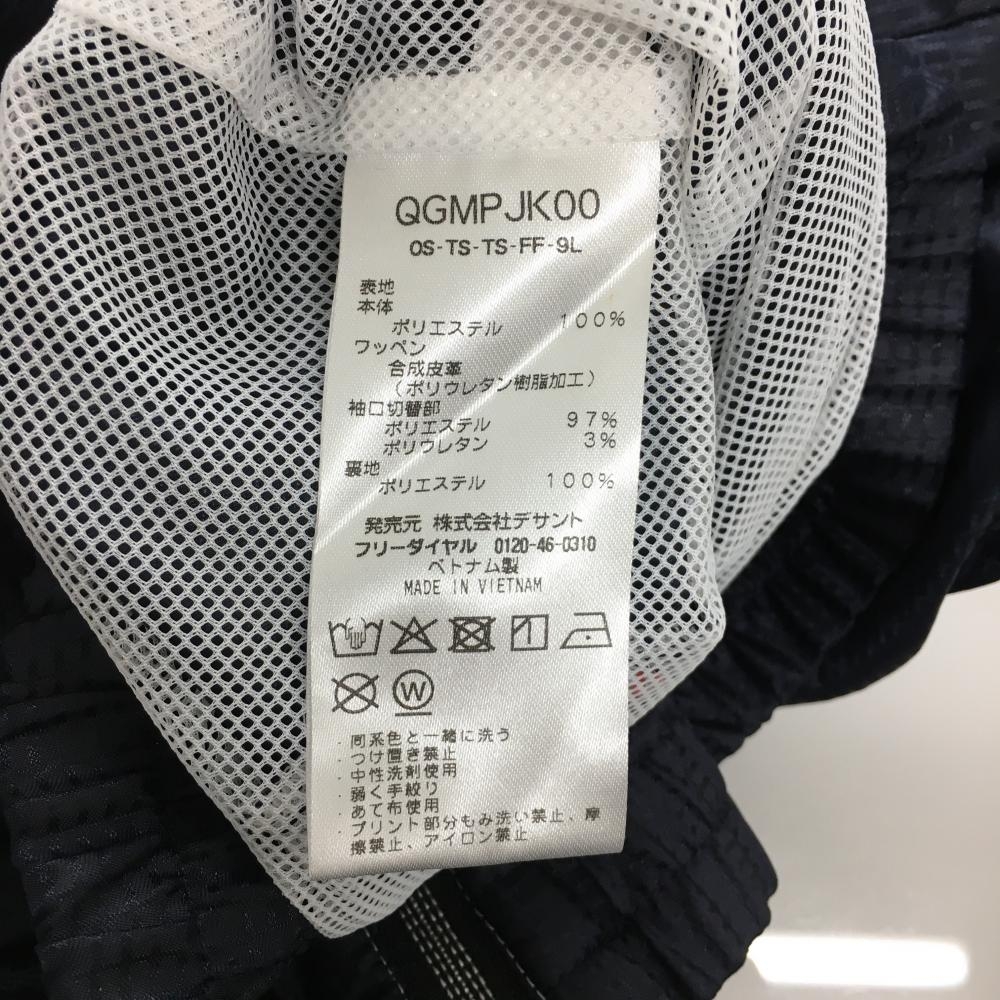 QGMPJK00
OS-TS-TS-FF-9L
表地
本体
ポリエステル 100%
ワッペン
合成皮革
(ポリウレタン樹脂加工)
袖口切替部
ポリエステル 97%
ポリウレタン 3%
裏地
ポリエステル 100%
発売元 株式会社デサント
フリーダイヤル 0120-46-0310
ベトナム製
MADE IN VIETNAM
W
・同系色と一緒に洗う
・つけ置き禁止
・中性洗剤使用
・弱く手絞り
・あて布使用
・プリント部分もみ洗い禁止、摩
擦禁止、アイロン禁止